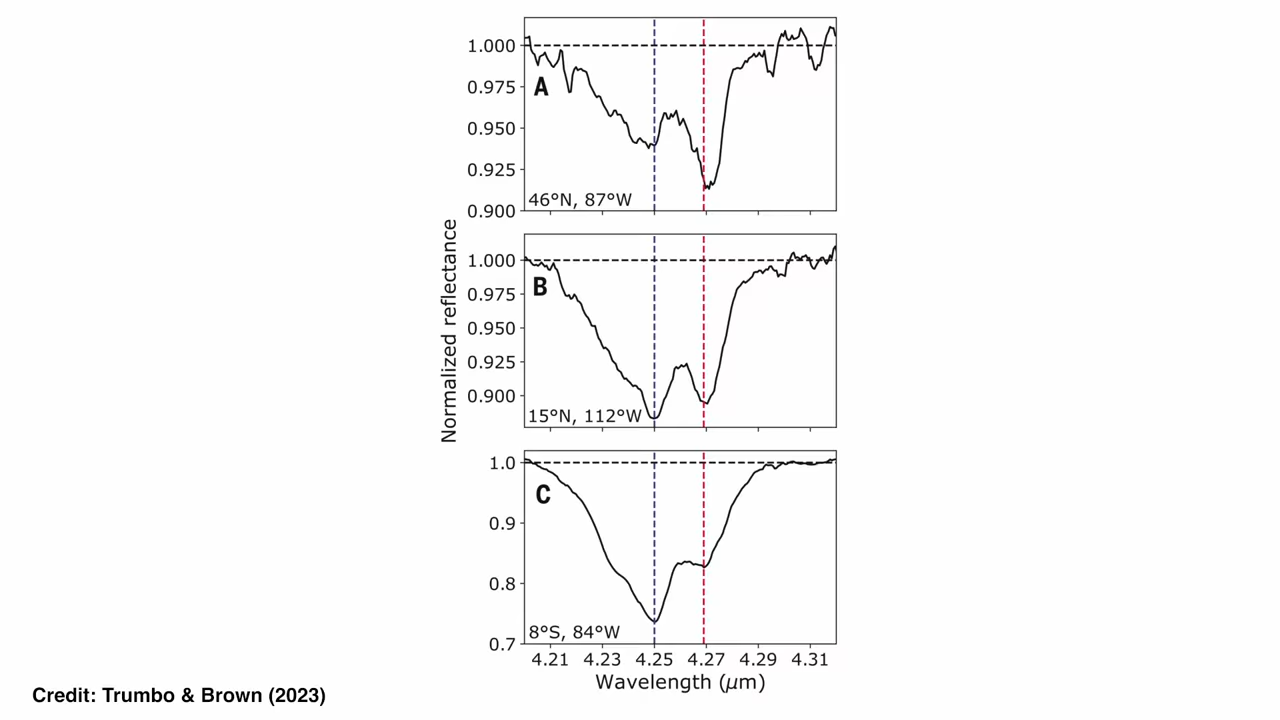 1.000
0.975
A
0.950
0.925
46°N, 87°W
0.900
Normalized reflectance
1.000
B
0.975
0.950
0.925
0.900
15°N, 112°W
1.0
C
0.9
0.8
8°S, 84°W
0.7
4.21 4.23 4.25 4.27 4.29 4.31
Wavelength (μm)
Credit: Trumbo & Brown (2023)